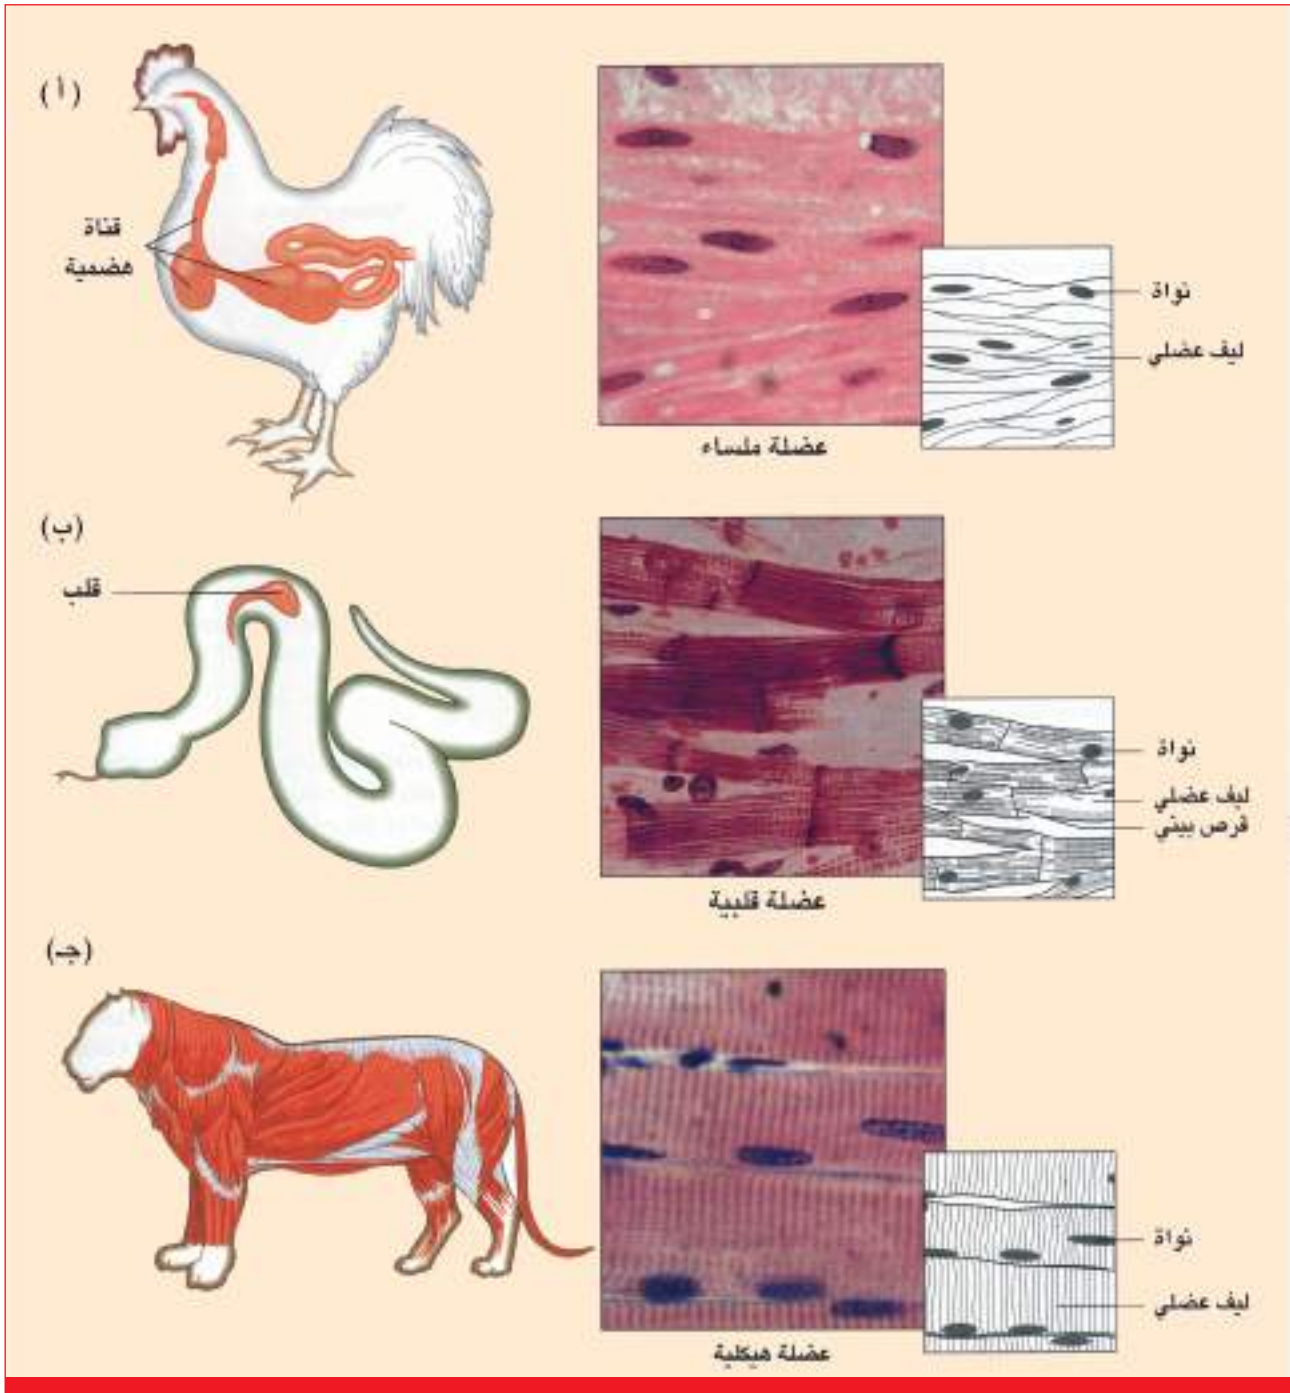 (أ)
قناة
هضمية
نواة
ليف عضلي
عضلة ملساء
(ب)
قلب
نواة
ليف عضلي
قرص بيني
عضلة قلبية
(جـ)
نواة
ليف عضلي
عضلة هيكلية